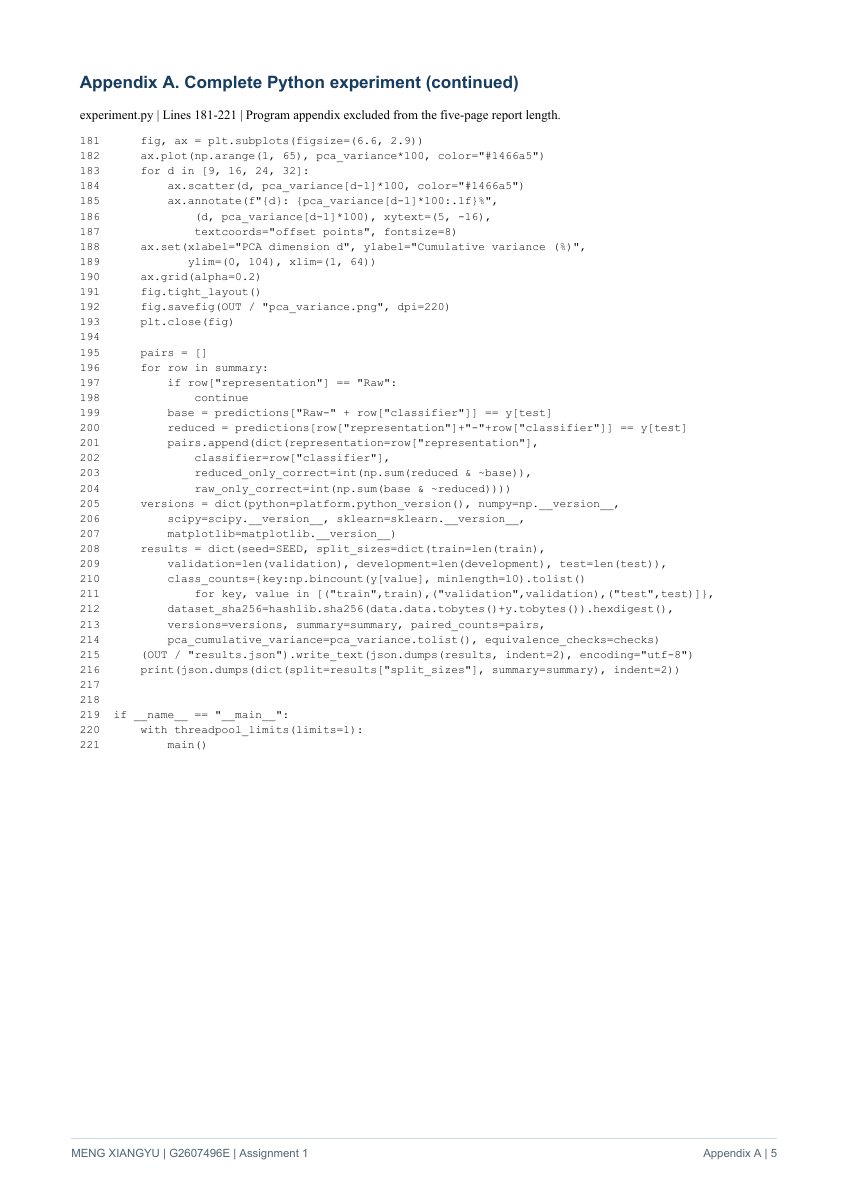 Appendix A. Complete Python experiment (continued)
experiment.py | Lines 181-221 | Program appendix excluded from the five-page report length.
181      fig, ax = plt.subplots(figsize=(6.6, 2.9))
182      ax.plot(np.arange(1, 65), pca_variance*100, color="#1466a5")
183      for d in [9, 16, 24, 32]:
184          ax.scatter(d, pca_variance[d-1]*100, color="#1466a5")
185          ax.annotate(f"{d}: {pca_variance[d-1]*100:.1f}%",
186              (d, pca_variance[d-1]*100), xytext=(5, -16),
187              textcoords="offset points", fontsize=8)
188      ax.set(xlabel="PCA dimension d", ylabel="Cumulative variance (%)",
189             ylim=(0, 104), xlim=(1, 64))
190      ax.grid(alpha=0.2)
191      fig.tight_layout()
192      fig.savefig(OUT / "pca_variance.png", dpi=220)
193      plt.close(fig)
194
195      pairs = []
196      for row in summary:
197          if row["representation"] == "Raw":
198              continue
199          base = predictions["Raw-" + row["classifier"]] == y[test]
200          reduced = predictions[row["representation"]+"-"+row["classifier"]] == y[test]
201          pairs.append(dict(representation=row["representation"],
202              classifier=row["classifier"],
203              reduced_only_correct=int(np.sum(reduced & ~base)),
204              raw_only_correct=int(np.sum(base & ~reduced))))
205      versions = dict(python=platform.python_version(), numpy=np.__version__,
206          scipy=scipy.__version__, sklearn=sklearn.__version__,
207          matplotlib=matplotlib.__version__)
208      results = dict(seed=SEED, split_sizes=dict(train=len(train),
209          validation=len(validation), development=len(development), test=len(test)),
210          class_counts={key:np.bincount(y[value], minlength=10).tolist()
211              for key, value in [("train",train),("validation",validation),("test",test)]},
212          dataset_sha256=hashlib.sha256(data.data.tobytes()+y.tobytes()).hexdigest(),
213          versions=versions, summary=summary, paired_counts=pairs,
214          pca_cumulative_variance=pca_variance.tolist(), equivalence_checks=checks)
215      (OUT / "results.json").write_text(json.dumps(results, indent=2), encoding="utf-8")
216      print(json.dumps(dict(split=results["split_sizes"], summary=summary), indent=2))
217
218
219  if __name__ == "__main__":
220      with threadpool_limits(limits=1):
221          main()
MENG XIANGYU | G2607496E | Assignment 1
Appendix A | 5